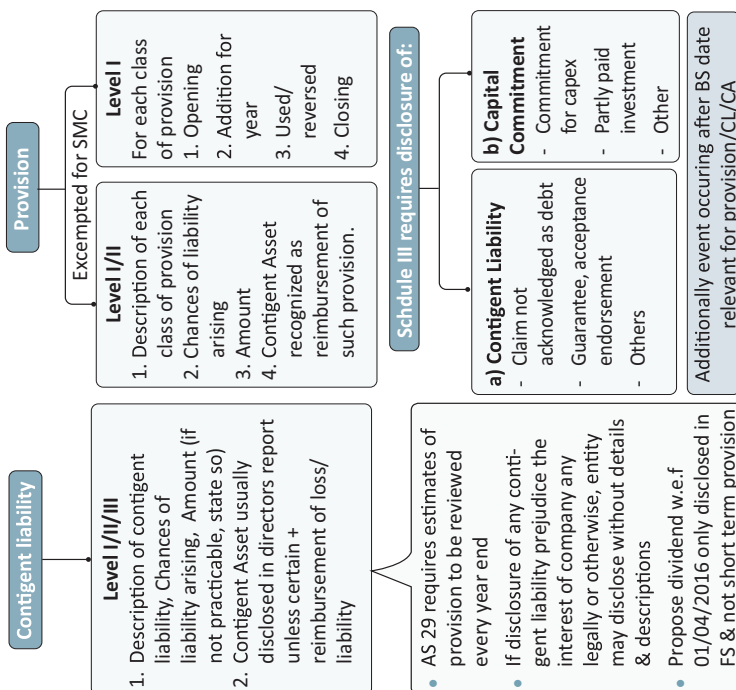 Contigent liability
Level I/II/III
1. Description of contigent
liability, Chances of
liability arising, Amount (if
not practicable, state so)
2. Contigent Asset usually
disclosed in directors report
unless certain +
reimbursement of loss/
liability
• AS 29 requires estimates of
provision to be reviewed
every year end
• If disclosure of any conti-
gent liability prejudice the
interest of company any
legally or otherwise, entity
may disclose without details
& descriptions
• Propose dividend w.e.f
01/04/2016 only disclosed in
FS & not short term provision
Provision
Excempted for SMC
Level I/II
1. Description of each
class of provision
2. Chances of liability
arising
3. Amount
4. Contigent Asset
recognized as
reimbursement of
such provision.
Level I
For each class
of provision
1. Opening
2. Addition for
year
3. Used/
reversed
4. Closing
Schdule III requires disclosure of:
a) Contigent Liability
- Claim not
acknowledged as debt
- Guarantee, acceptance
endorsement
- Others
b) Capital
Commitment
- Commitment
for capex
- Partly paid
investment
- Other
Additionally event occuring after BS date
relevant for provision/CL/CA